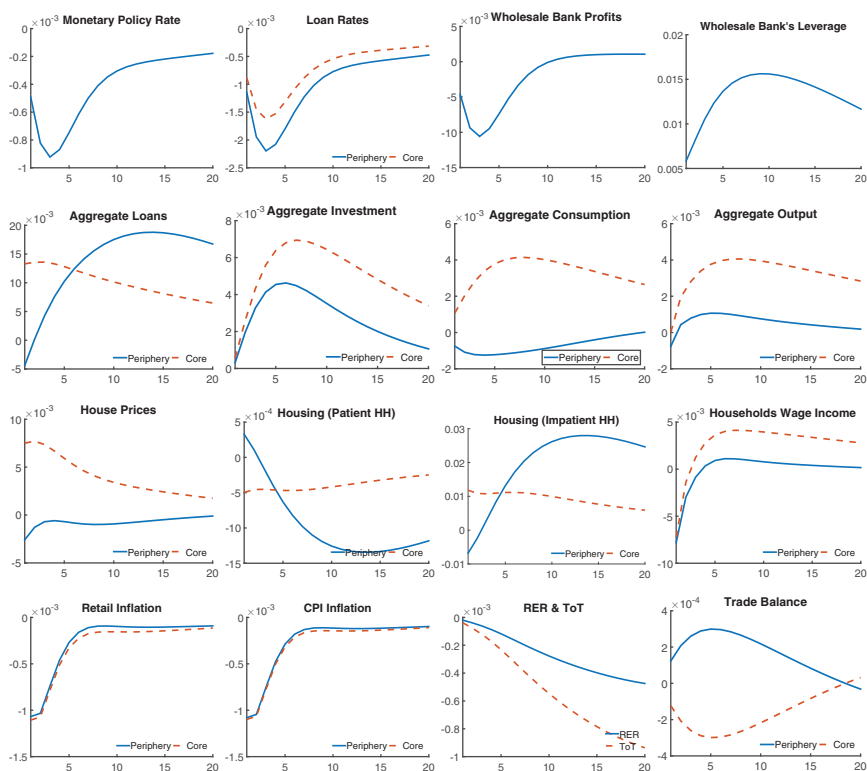 Monetary Policy Rate
×10⁻³
0
-0.2
-0.4
-0.6
-0.8
-1
5 10 15 20
Loan Rates
×10⁻³
0
-0.5
-1
-1.5
-2
-2.5
Periphery Core
5 10 15 20
Wholesale Bank Profits
×10⁻³
5
0
-5
-10
-15
5 10 15 20
Wholesale Bank's Leverage
0.02
0.015
0.01
0.005
5 10 15 20
Aggregate Loans
×10⁻³
20
15
10
5
0
-5
Periphery Core
5 10 15 20
Aggregate Investment
×10⁻³
8
6
4
2
0
Periphery Core
5 10 15 20
Aggregate Consumption
×10⁻³
6
4
2
0
-2
Periphery Core
5 10 15 20
Aggregate Output
×10⁻³
6
4
2
0
-2
Periphery Core
5 10 15 20
House Prices
×10⁻³
10
5
0
-5
Periphery Core
5 10 15 20
Housing (Patient HH)
×10⁻⁴
5
0
-5
-10
-15
Periphery Core
5 10 15 20
Housing (Impatient HH)
0.03
0.02
0.01
0
-0.01
Periphery Core
5 10 15 20
Households Wage Income
×10⁻³
5
0
-5
-10
Periphery Core
5 10 15 20
Retail Inflation
×10⁻³
0
-0.5
-1
-1.5
Periphery Core
5 10 15 20
CPI Inflation
×10⁻³
0
-0.5
-1
-1.5
Periphery Core
5 10 15 20
RER & ToT
×10⁻³
0
-0.2
-0.4
-0.6
-0.8
-1
RER
ToT
5 10 15 20
Trade Balance
×10⁻⁴
4
2
0
-2
-4
Periphery Core
5 10 15 20